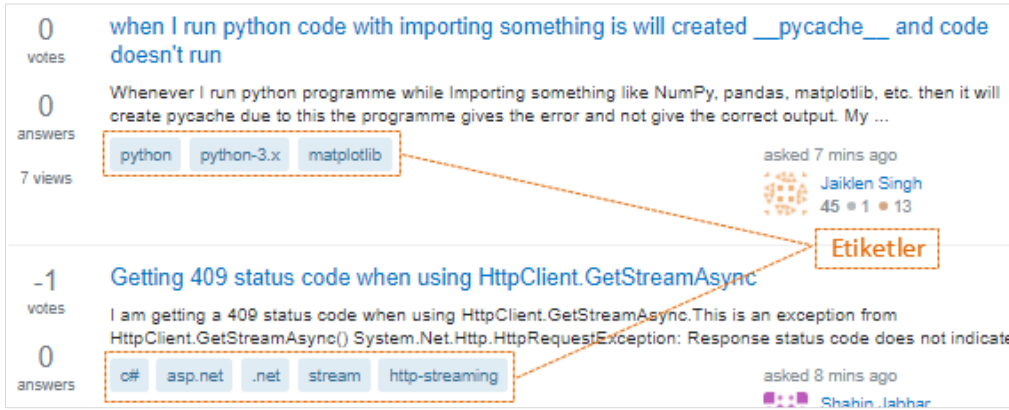 0
votes
when I run python code with importing something is will created __pycache__ and code
doesn't run
0
answers
7 views
Whenever I run python programme while Importing something like NumPy, pandas, matplotlib, etc. then it will
create pycache due to this the programme gives the error and not give the correct output. My ...
python python-3.x matplotlib
asked 7 mins ago
Jaiklen Singh
45 1 13
Etiketler
-1
votes
Getting 409 status code when using HttpClient.GetStreamAsync
0
answers
I am getting a 409 status code when using HttpClient.GetStreamAsync.This is an exception from
HttpClient.GetStreamAsync() System.Net.Http.HttpRequestException: Response status code does not indicate
c# asp.net .net stream http-streaming
asked 8 mins ago
Shahin Jabbar